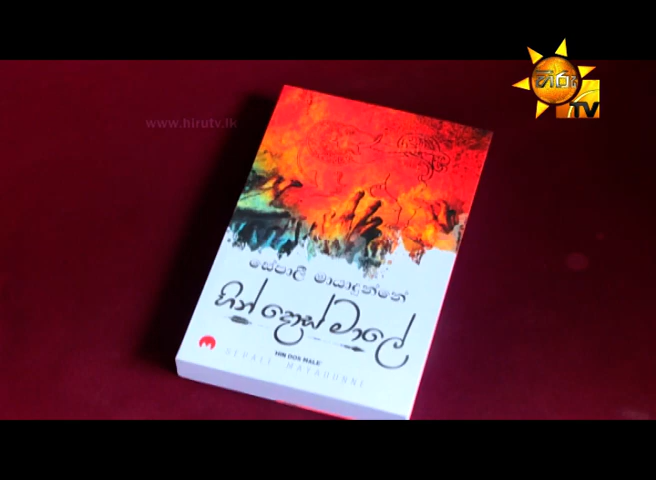 හිරු
TV
www.hirutv.lk
සේපාලි මායාදුන්නේ
හින් දොස් මාලේ
HIN DOS MALE
SEPALI MAYADUNNE